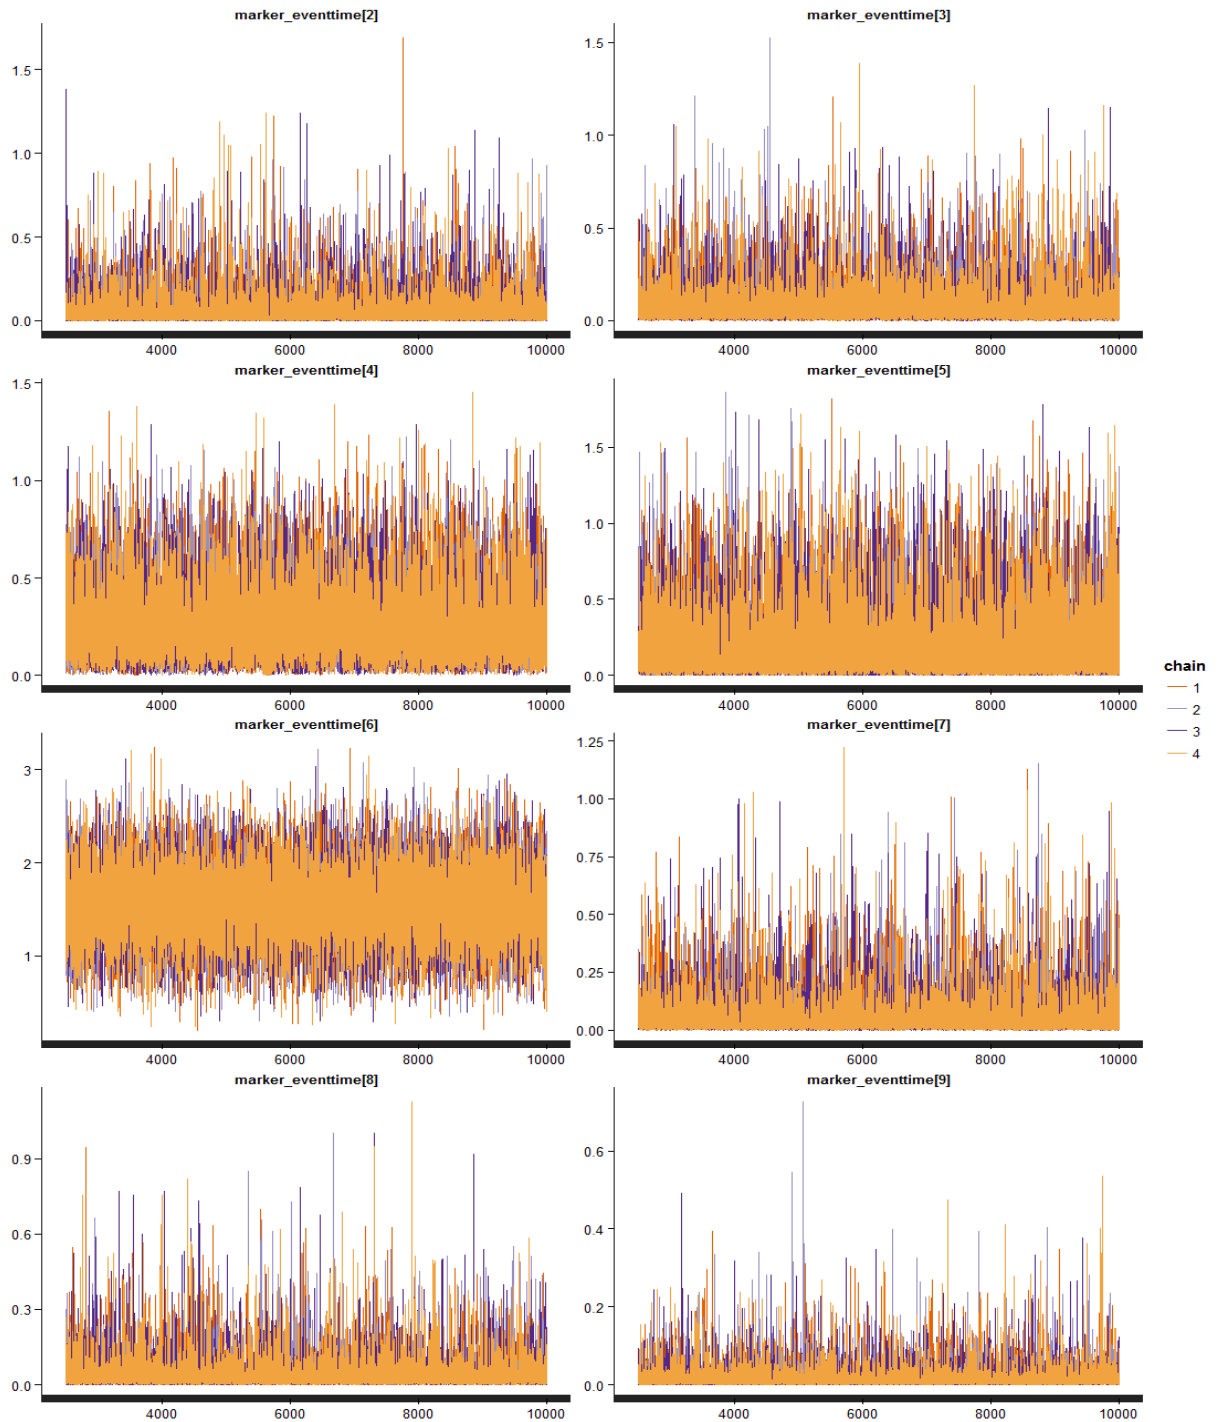 marker_eventtime[2]
marker_eventtime[3]
1.5
1.0
0.5
0.0
4000 6000 8000 10000
1.5
1.0
0.5
0.0
4000 6000 8000 10000
marker_eventtime[4]
marker_eventtime[5]
1.5
1.0
0.5
0.0
4000 6000 8000 10000
1.5
1.0
0.5
0.0
4000 6000 8000 10000
marker_eventtime[6]
marker_eventtime[7]
3
2
1
4000 6000 8000 10000
1.25
1.00
0.75
0.50
0.25
0.00
4000 6000 8000 10000
marker_eventtime[8]
marker_eventtime[9]
0.9
0.6
0.3
0.0
4000 6000 8000 10000
0.6
0.4
0.2
0.0
4000 6000 8000 10000
chain
1
2
3
4